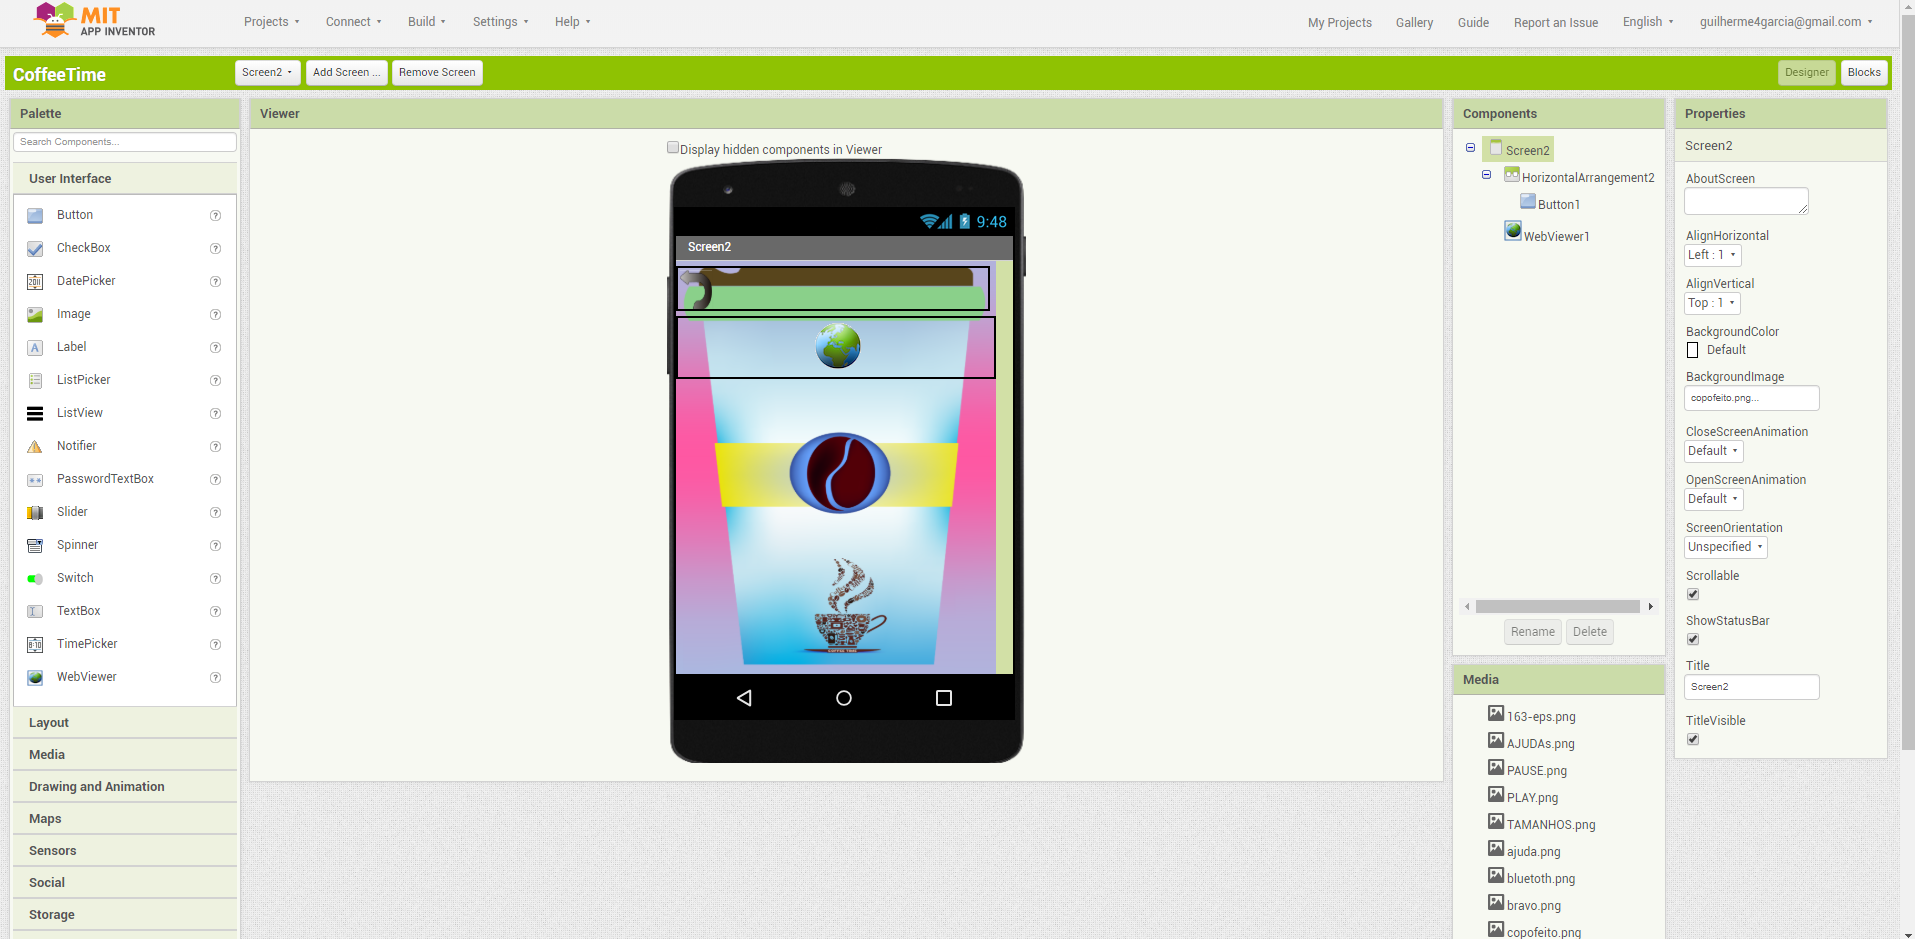 MIT
APP INVENTOR
Projects
Connect
Build
Settings
Help
My Projects
Gallery
Guide
Report an Issue
English
guilherme4garcia@gmail.com
CoffeeTime
Screen2
Add Screen ...
Remove Screen
Designer
Blocks
Palette
Search Components...
User Interface
Button
CheckBox
DatePicker
Image
Label
ListPicker
ListView
Notifier
PasswordTextBox
Slider
Spinner
Switch
TextBox
TimePicker
WebViewer
Layout
Media
Drawing and Animation
Maps
Sensors
Social
Storage
Viewer
Display hidden components in Viewer
9:48
Screen2
COFFEE TIME
Components
Screen2
HorizontalArrangement2
Button1
WebViewer1
Rename
Delete
Media
163-eps.png
AJUDAs.png
PAUSE.png
PLAY.png
TAMANHOS.png
ajuda.png
bluetoth.png
bravo.png
copofeito.png
Properties
Screen2
AboutScreen
AlignHorizontal
Left : 1
AlignVertical
Top : 1
BackgroundColor
Default
BackgroundImage
copofeito.png...
CloseScreenAnimation
Default
OpenScreenAnimation
Default
ScreenOrientation
Unspecified
Scrollable
ShowStatusBar
Title
Screen2
TitleVisible